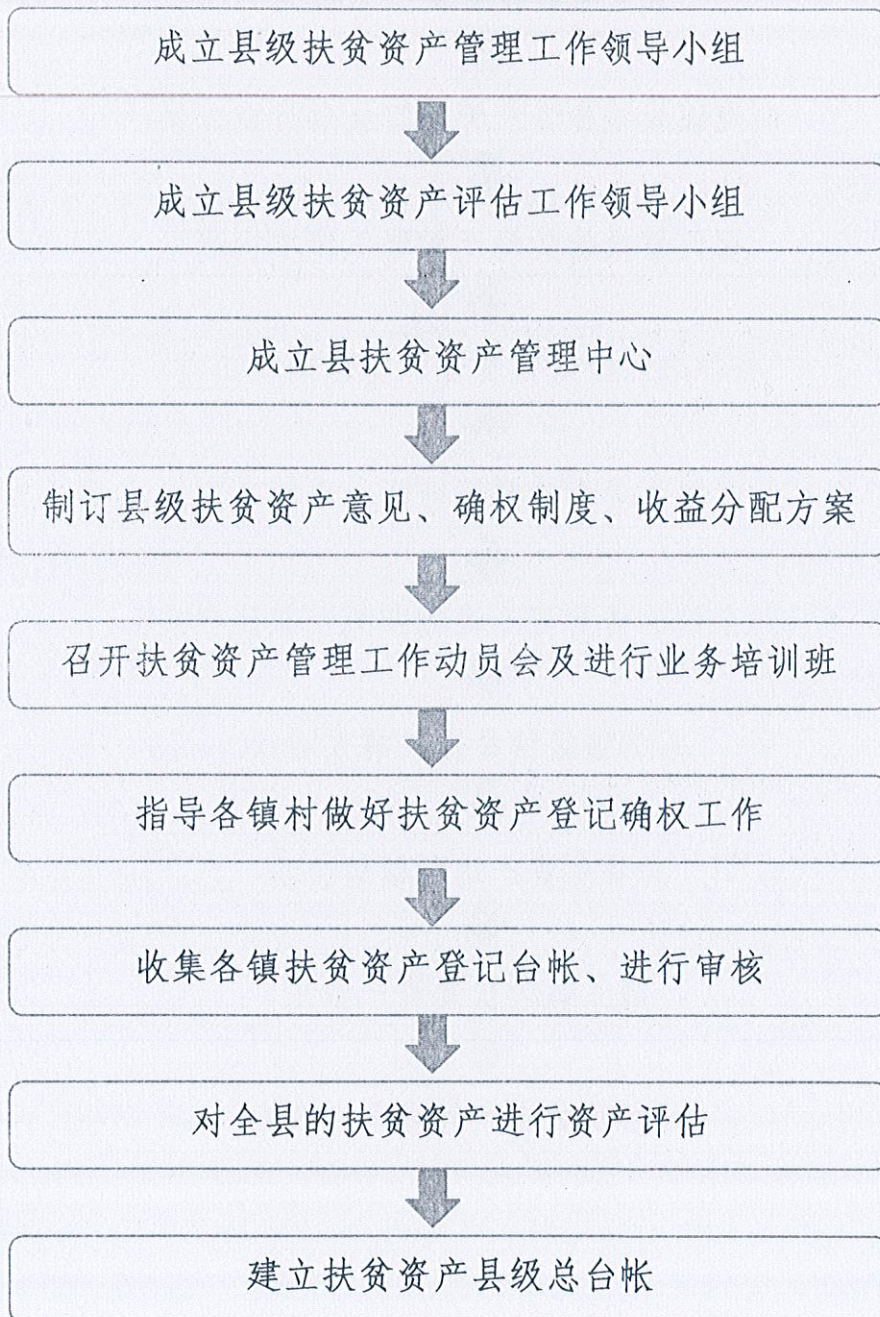 成立县级扶贫资产管理工作领导小组
成立县级扶贫资产评估工作领导小组
成立县扶贫资产管理中心
制订县级扶贫资产意见、确权制度、收益分配方案
召开扶贫资产管理工作动员会及进行业务培训班
指导各镇村做好扶贫资产登记确权工作
收集各镇扶贫资产登记台帐、进行审核
对全县的扶贫资产进行资产评估
建立扶贫资产县级总台帐